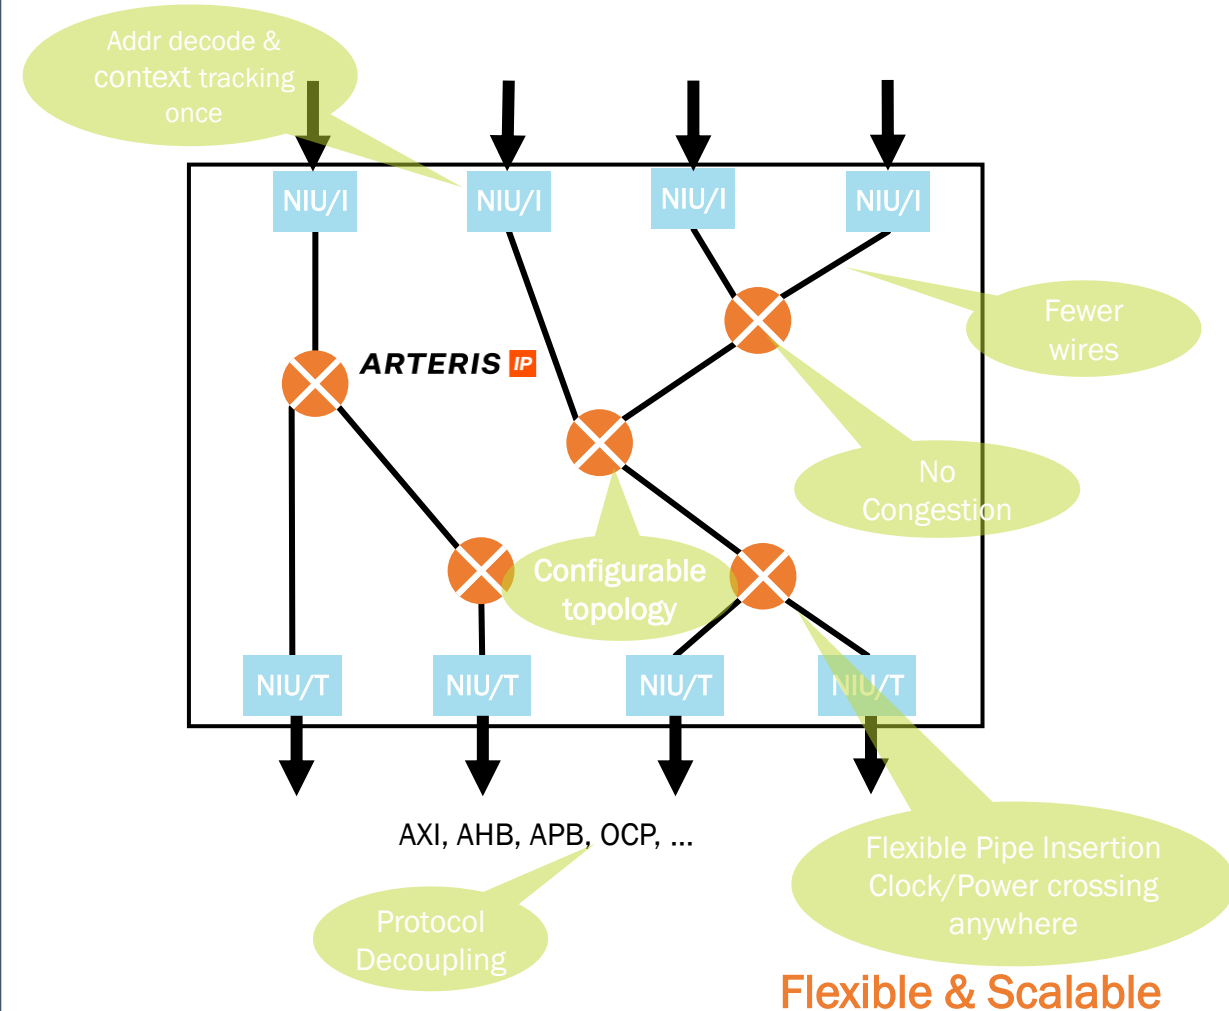 Addr decode &
context tracking
once
NIU/I
NIU/I
NIU/I
NIU/I
Fewer
wires
ARTERIS IP
No
Congestion
Configurable
topology
NIU/T
NIU/T
NIU/T
NIU/T
AXI, AHB, APB, OCP, ...
Flexible Pipe Insertion
Clock/Power crossing
anywhere
Protocol
Decoupling
Flexible & Scalable